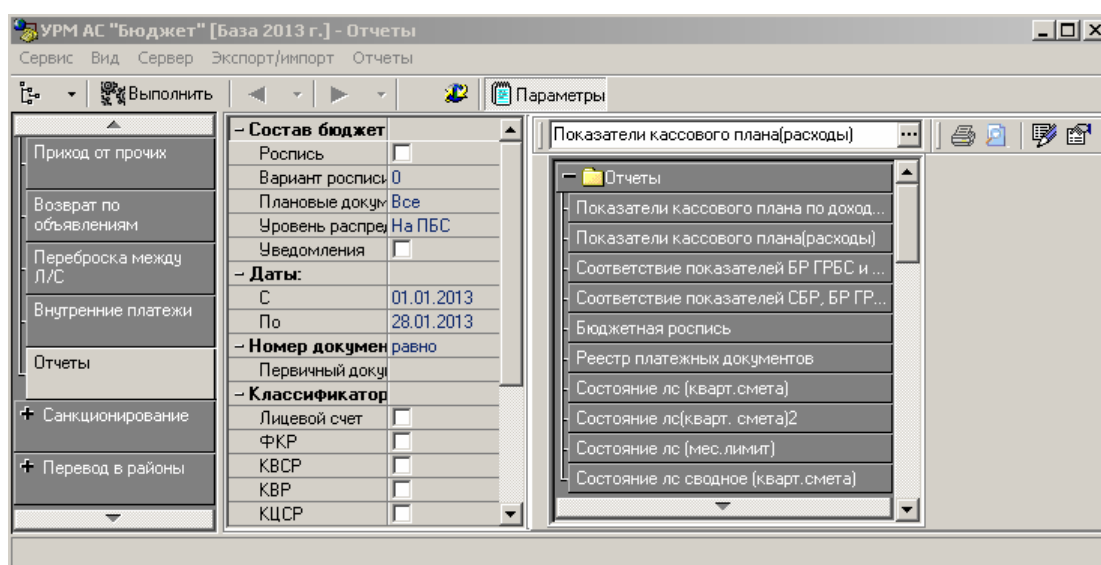 УРМ АС "Бюджет" [База 2013 г.] - Отчеты
Сервис Вид Сервер Экспорт/импорт Отчеты
Выполнить Параметры
Приход от прочих
Возврат по
объявлениям
Переброска между
Л/С
Внутренние платежи
Отчеты
Санкционирование
Перевод в районы
Состав бюджет
Роспись
Вариант росписи 0
Плановые докум Все
Уровень распред На ПБС
Уведомления
Даты:
С 01.01.2013
По 28.01.2013
Номер докумен равно
Первичный доку
Классификатор
Лицевой счет
ФКР
КВСР
КВР
КЦСР
Показатели кассового плана(расходы) ...
Отчеты
Показатели кассового плана по доход...
Показатели кассового плана(расходы)
Соответствие показателей БР ГРБС и ...
Соответствие показателей СБР, БР ГР...
Бюджетная роспись
Реестр платежных документов
Состояние лс (кварт.смета)
Состояние лс(кварт. смета)2
Состояние лс (мес.лимит)
Состояние лс сводное (кварт.смета)